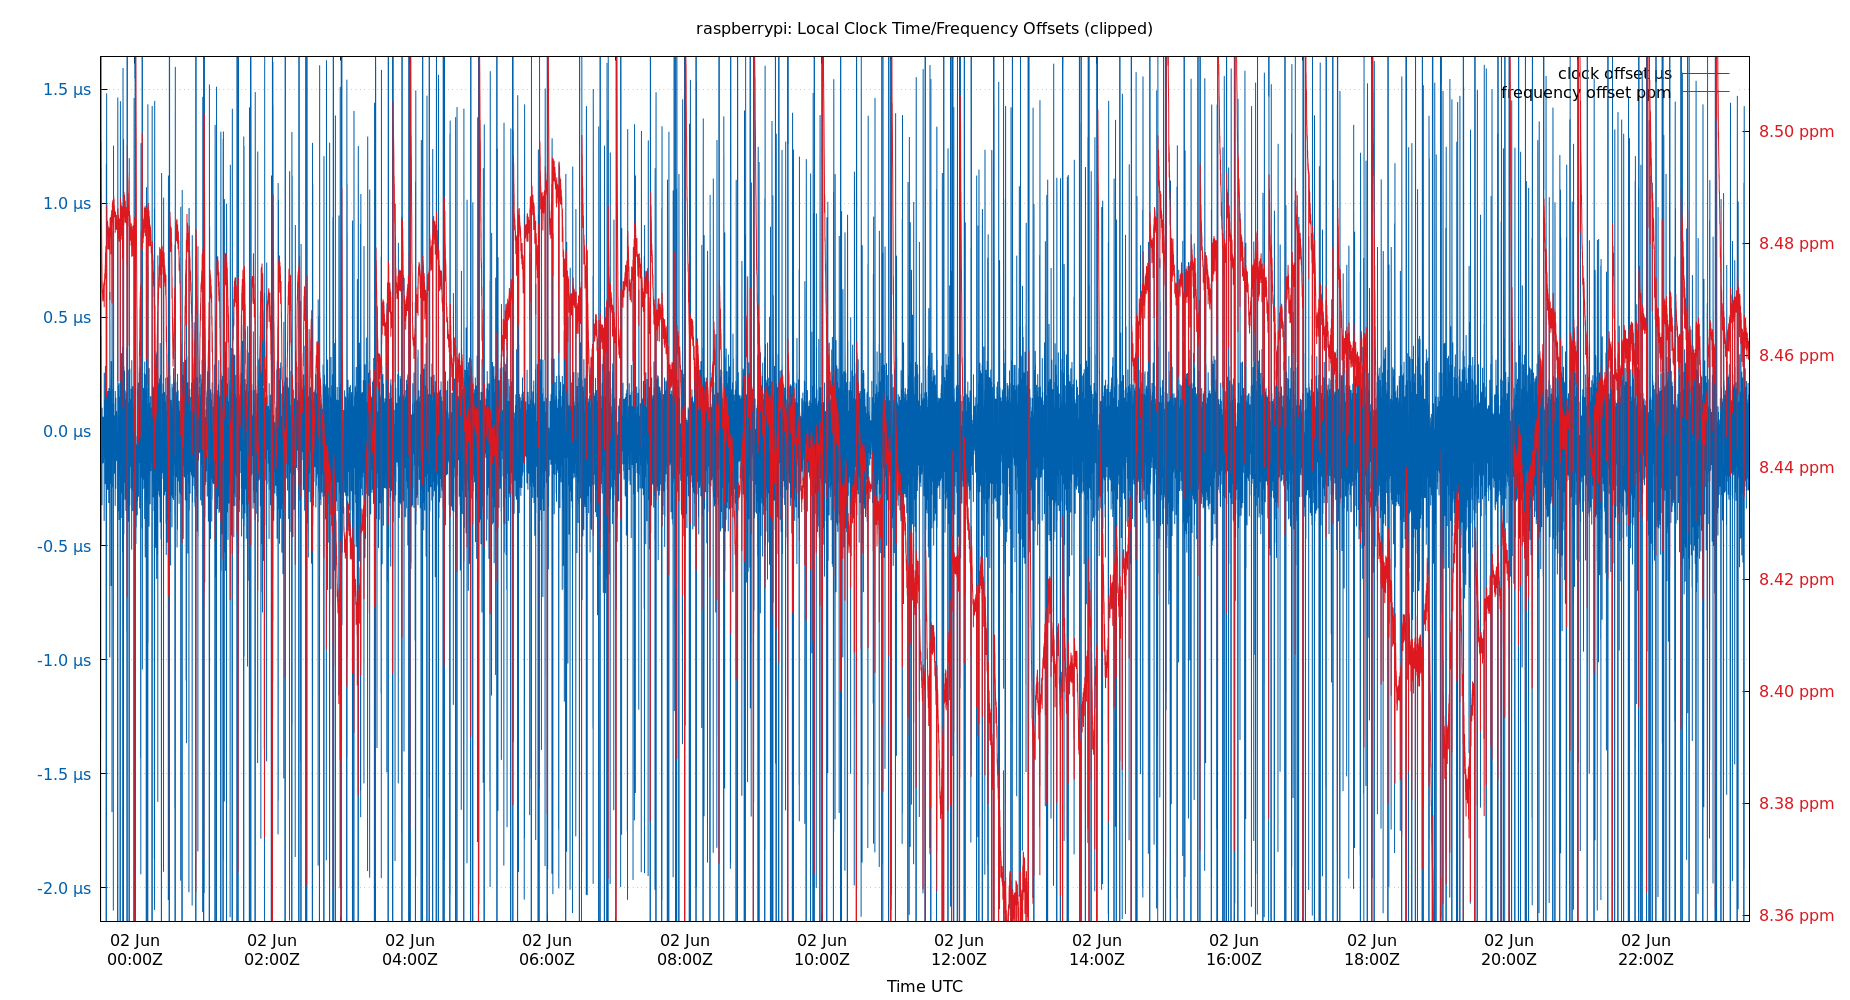 raspberrypi: Local Clock Time/Frequency Offsets (clipped)
clock offset µs
frequency offset ppm
1.5 µs
1.0 µs
0.5 µs
0.0 µs
-0.5 µs
-1.0 µs
-1.5 µs
-2.0 µs
8.50 ppm
8.48 ppm
8.46 ppm
8.44 ppm
8.42 ppm
8.40 ppm
8.38 ppm
8.36 ppm
02 Jun 02 Jun 02 Jun 02 Jun 02 Jun 02 Jun 02 Jun 02 Jun 02 Jun 02 Jun 02 Jun 02 Jun
00:00Z 02:00Z 04:00Z 06:00Z 08:00Z 10:00Z 12:00Z 14:00Z 16:00Z 18:00Z 20:00Z 22:00Z
Time UTC